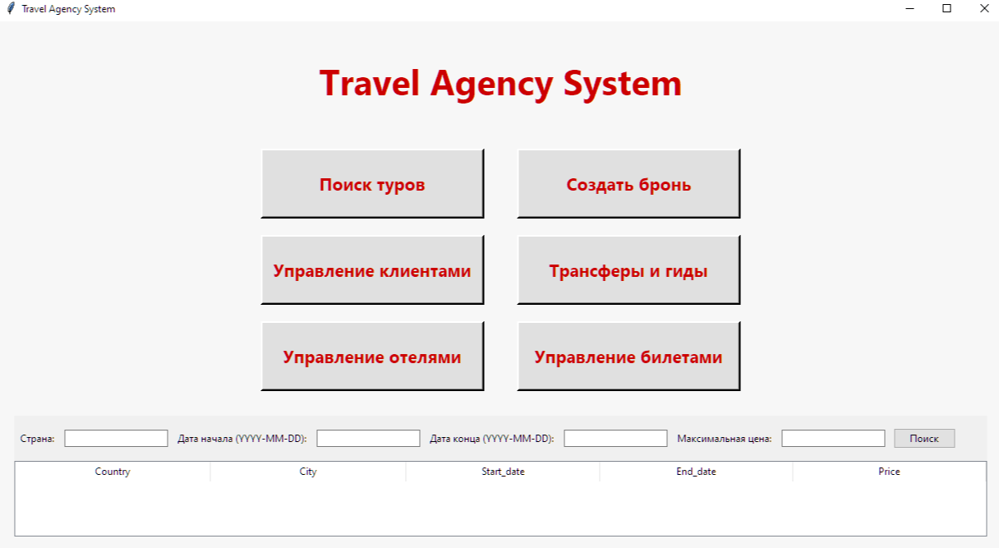 Travel Agency System
Travel Agency System
Поиск туров
Создать бронь
Управление клиентами
Трансферы и гиды
Управление отелями
Управление билетами
Страна: Дата начала (YYYY-MM-DD): Дата конца (YYYY-MM-DD): Максимальная цена: Поиск
Country City Start_date End_date Price